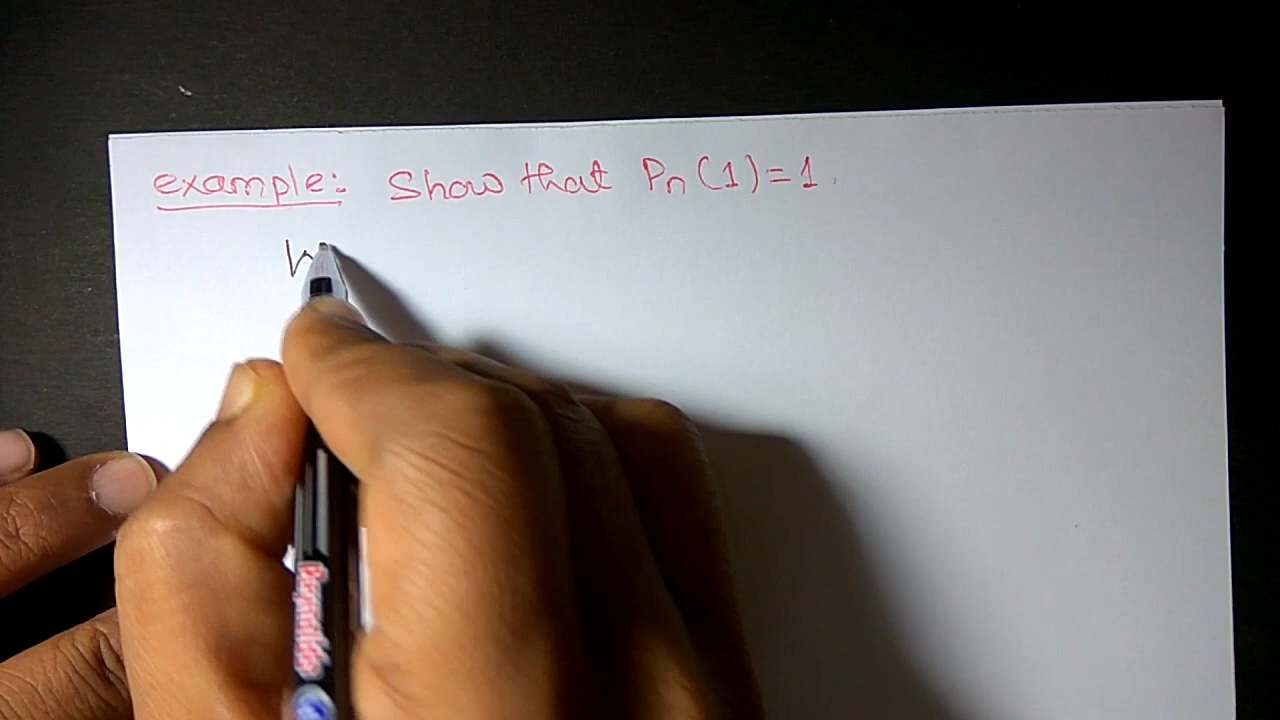 example: Show that Pn (1) = 1.
W